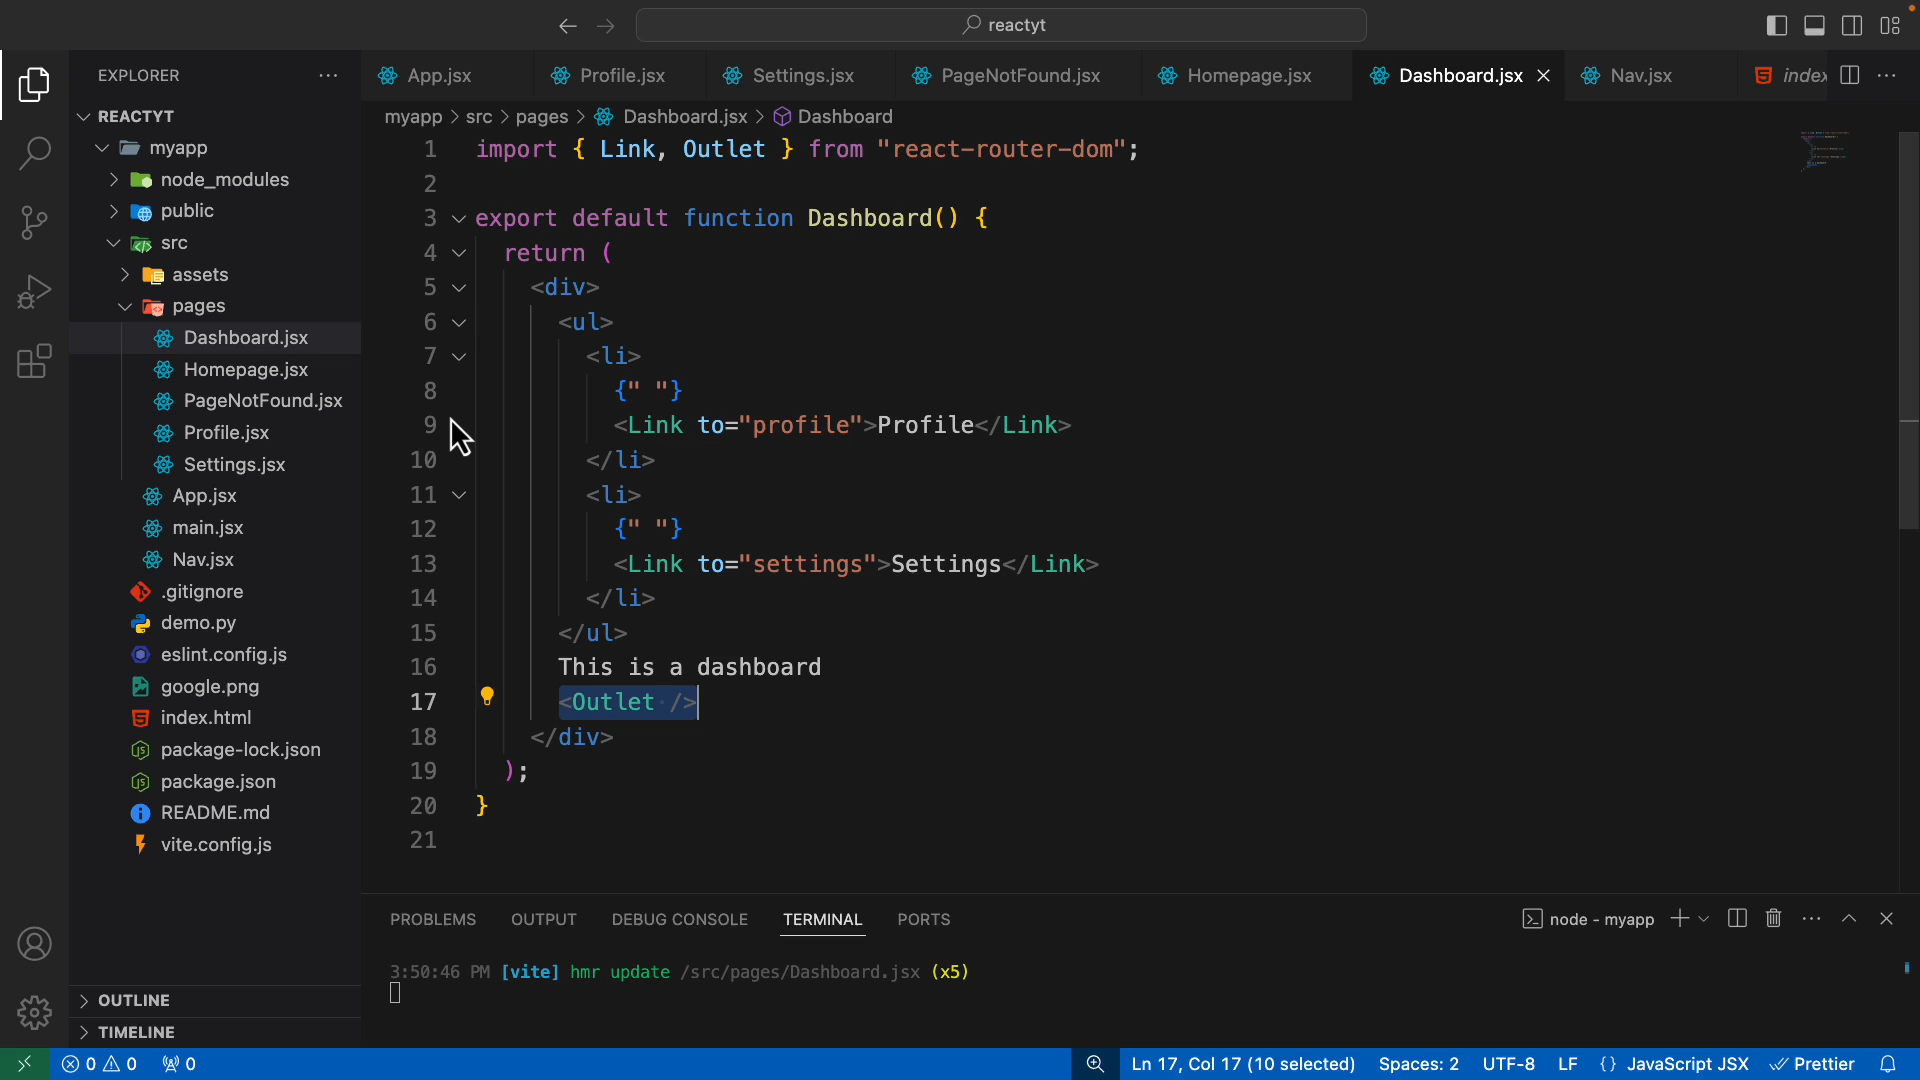 reactyt
EXPLORER
REACTYT
myapp
node_modules
public
src
assets
pages
Dashboard.jsx
Homepage.jsx
PageNotFound.jsx
Profile.jsx
Settings.jsx
App.jsx
main.jsx
Nav.jsx
.gitignore
demo.py
eslint.config.js
google.png
index.html
package-lock.json
package.json
README.md
vite.config.js
OUTLINE
TIMELINE
App.jsx Profile.jsx Settings.jsx PageNotFound.jsx Homepage.jsx Dashboard.jsx Nav.jsx index
myapp > src > pages > Dashboard.jsx > Dashboard
1 import { Link, Outlet } from "react-router-dom";
2
3 export default function Dashboard() {
4 return (
5 <div>
6 <ul>
7 <li>
8 {" "}
9 <Link to="profile">Profile</Link>
10 </li>
11 <li>
12 {" "}
13 <Link to="settings">Settings</Link>
14 </li>
15 </ul>
16 This is a dashboard
17 <Outlet />
18 </div>
19 );
20 }
21
PROBLEMS OUTPUT DEBUG CONSOLE TERMINAL PORTS node - myapp
3:50:46 PM [vite] hmr update /src/pages/Dashboard.jsx (x5)
0 0 0 Ln 17, Col 17 (10 selected) Spaces: 2 UTF-8 LF {} JavaScript JSX Prettier